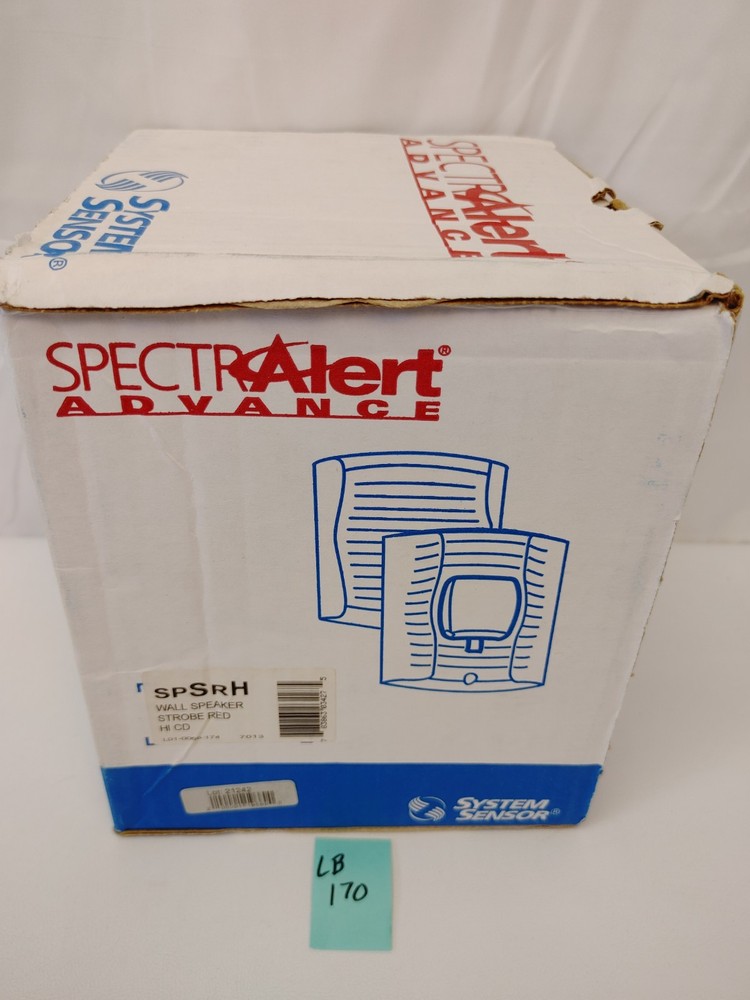 SYSTEM
SENSOR®
SPECTRAlert
ADVANCE
SPECTRAlert®
ADVANCE
SPSRH
WALL SPEAKER
STROBE RED
HI CD
SYSTEM
SENSOR®
LB
170